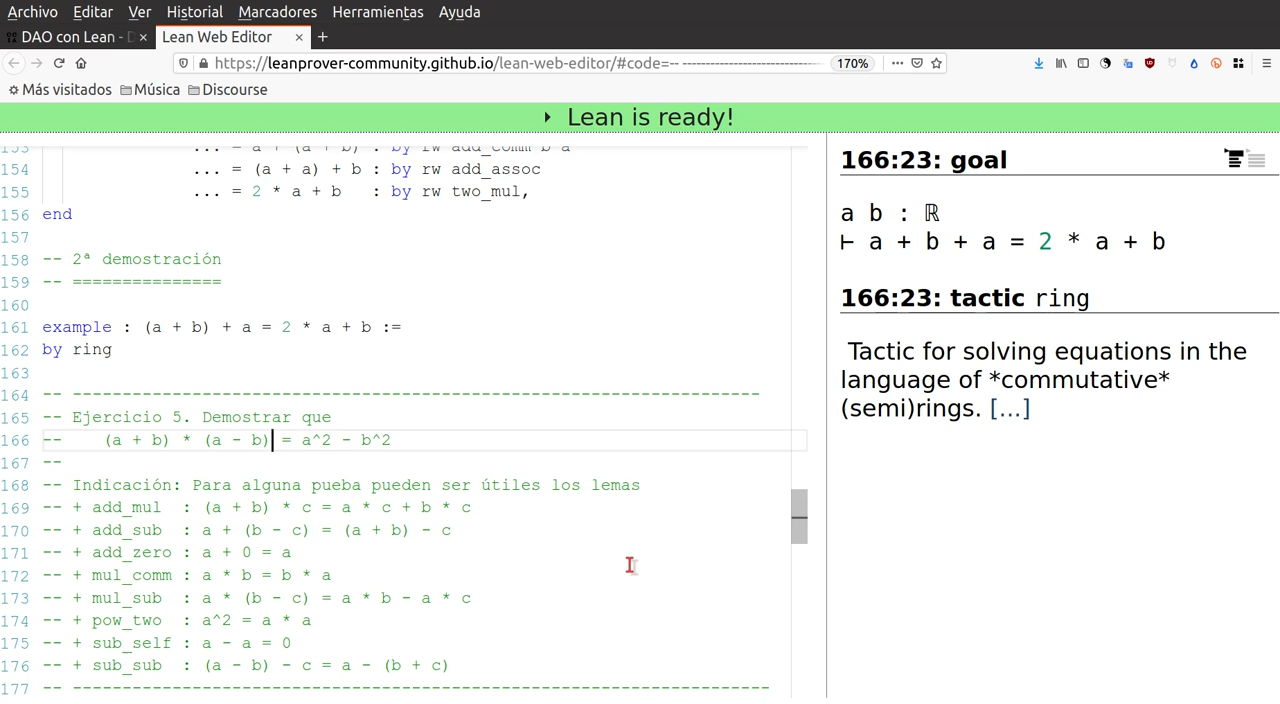 Archivo Editar Ver Historial Marcadores Herramientas Ayuda
DAO con Lean - D × Lean Web Editor × +
https://leanprover-community.github.io/lean-web-editor/#code=-- 170%
Más visitados Música Discourse
Lean is ready!
153 ... = a + (a + b) : by rw add_comm b a
154 ... = (a + a) + b : by rw add_assoc
155 ... = 2 * a + b : by rw two_mul,
156 end
157
158 -- 2ª demostración
159 -- ===============
160
161 example : (a + b) + a = 2 * a + b :=
162 by ring
163
164 -- ---------------------------------------------------------------------
165 -- Ejercicio 5. Demostrar que
166 -- (a + b) * (a - b) = a^2 - b^2
167 --
168 -- Indicación: Para alguna pueba pueden ser útiles los lemas
169 -- + add_mul : (a + b) * c = a * c + b * c
170 -- + add_sub : a + (b - c) = (a + b) - c
171 -- + add_zero : a + 0 = a
172 -- + mul_comm : a * b = b * a
173 -- + mul_sub : a * (b - c) = a * b - a * c
174 -- + pow_two : a^2 = a * a
175 -- + sub_self : a - a = 0
176 -- + sub_sub : (a - b) - c = a - (b + c)
177 -- ----------------------------------------------------------------------
166:23: goal
a b : ℝ
⊢ a + b + a = 2 * a + b
166:23: tactic ring
Tactic for solving equations in the
language of *commutative*
(semi)rings. [...]